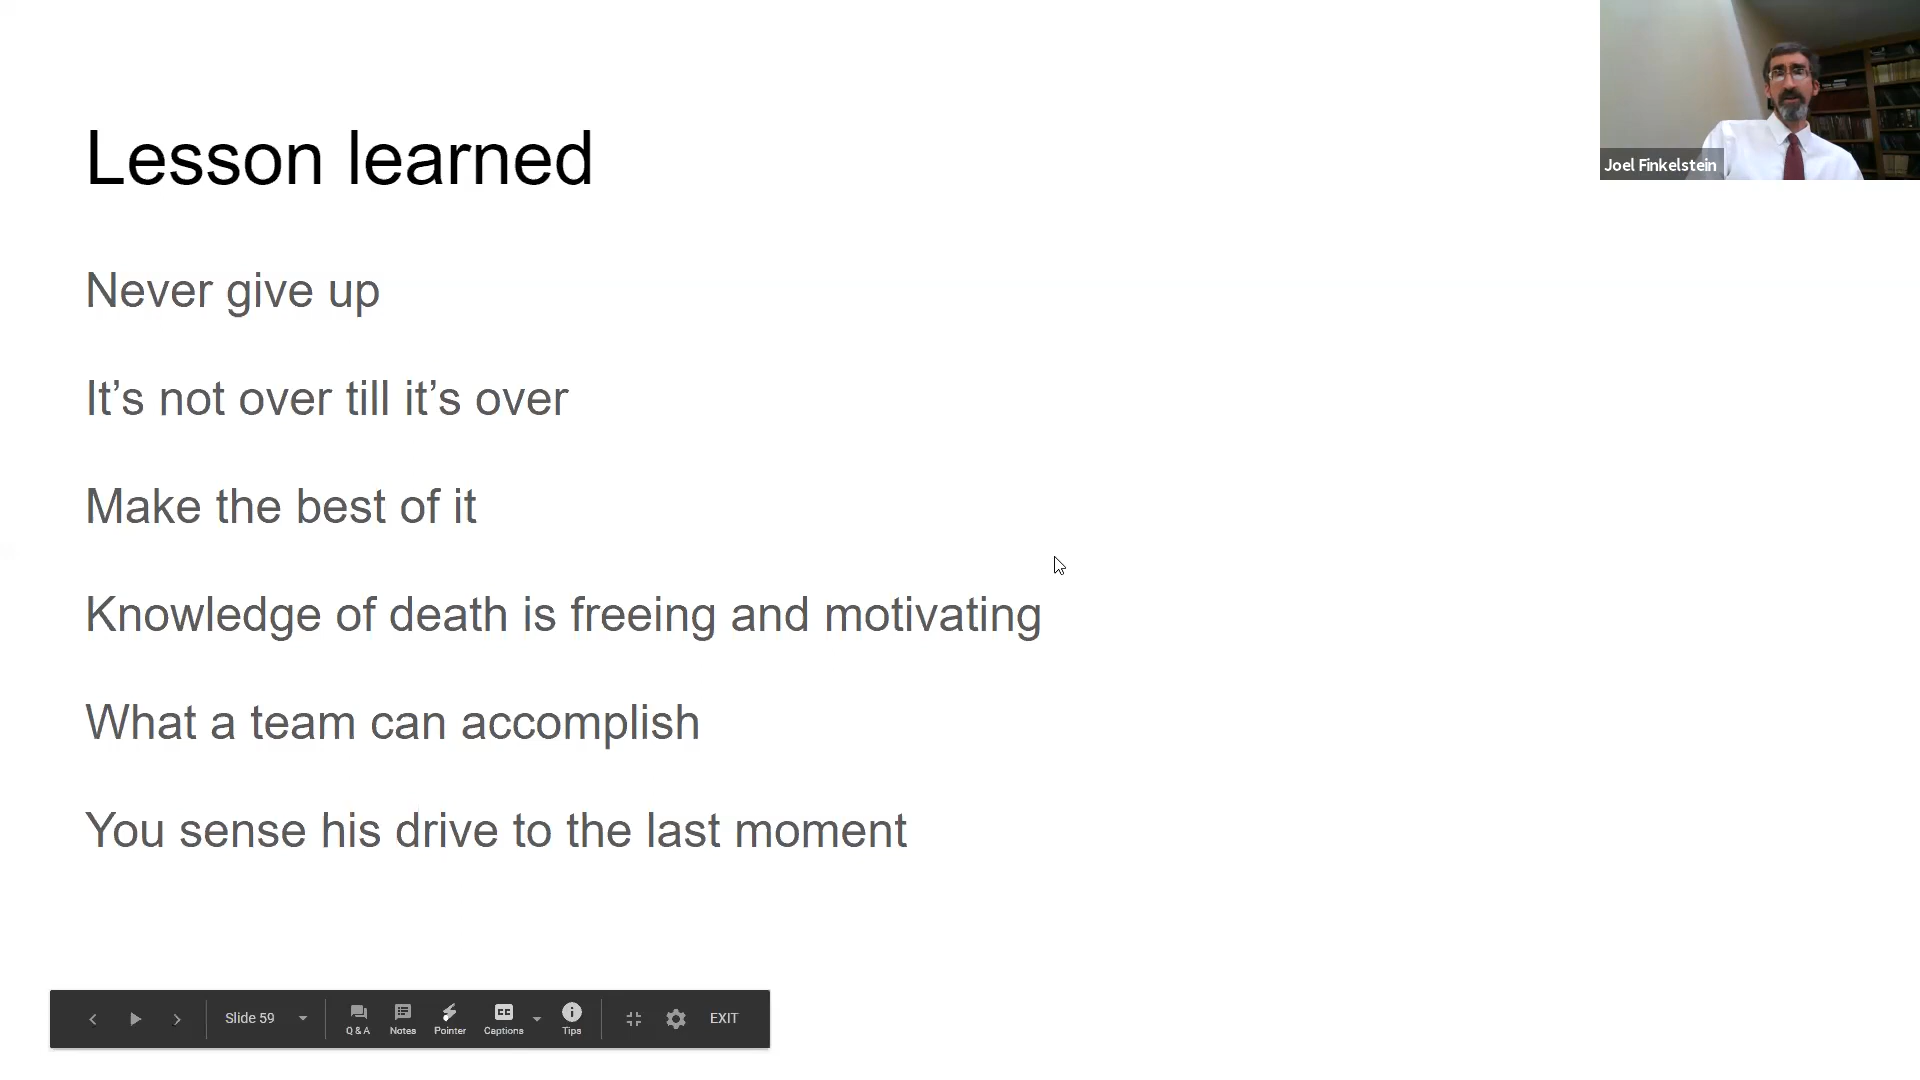 Lesson learned
Joel Finkelstein
Never give up
It’s not over till it’s over
Make the best of it
Knowledge of death is freeing and motivating
What a team can accomplish
You sense his drive to the last moment
Slide 59
Q & A
Notes
Pointer
CC
Captions
Tips
EXIT